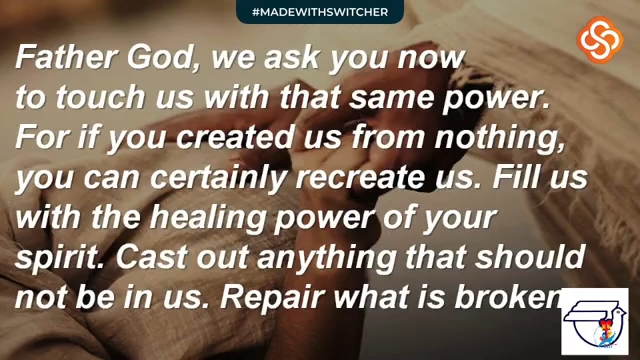 #MADEWITHSWITCHER
Father God, we ask you now
to touch us with that same power.
For if you created us from nothing,
you can certainly recreate us. Fill us
with the healing power of your
spirit. Cast out anything that should
not be in us. Repair what is broken